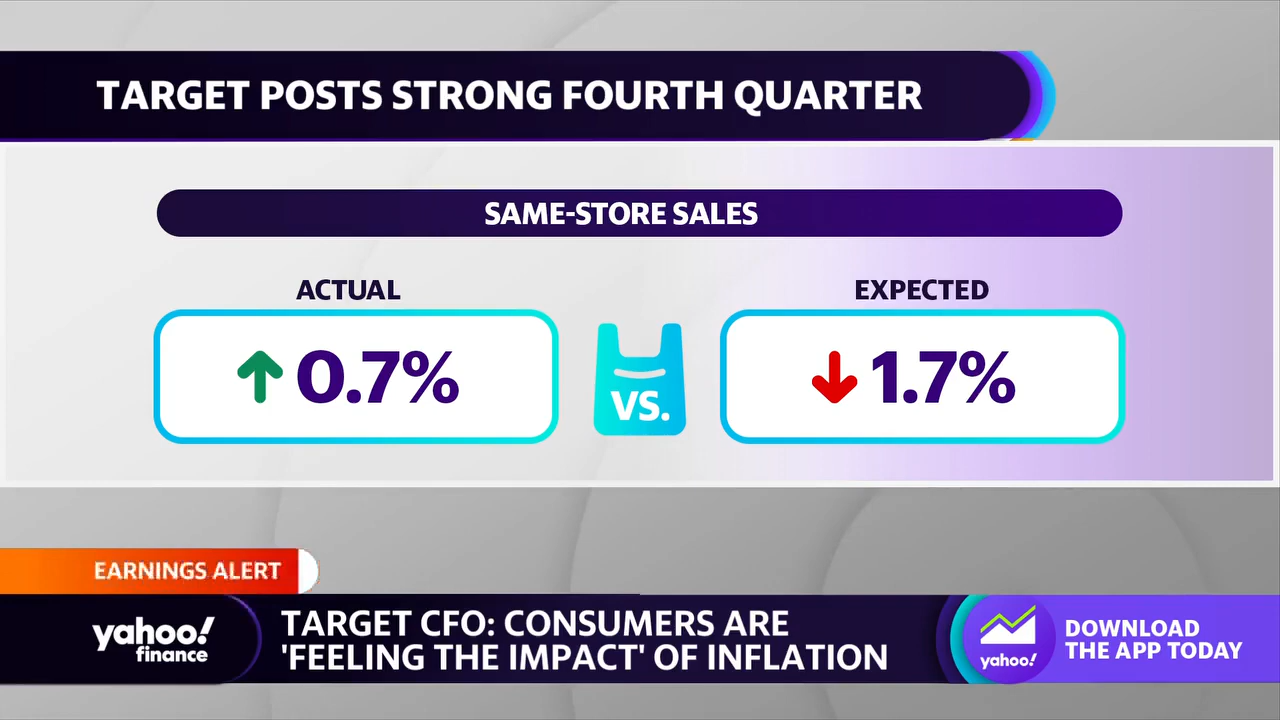 TARGET POSTS STRONG FOURTH QUARTER
SAME-STORE SALES
ACTUAL
EXPECTED
0.7%
VS.
1.7%
EARNINGS ALERT
yahoo!
finance
TARGET CFO: CONSUMERS ARE
'FEELING THE IMPACT' OF INFLATION
yahoo!
DOWNLOAD
THE APP TODAY